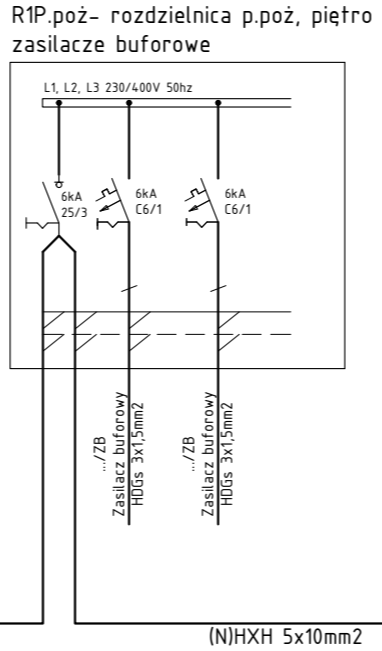 R1P.poż- rozdzielnica p.poż, piętro
zasilacze buforowe
L1, L2, L3 230/400V 50hz
6kA
25/3
6kA
C6/1
6kA
C6/1
.../ZB
Zasilacz buforowy
HDGs 3x1,5mm2
.../ZB
Zasilacz buforowy
HDGs 3x1,5mm2
(N)HXH 5x10mm2